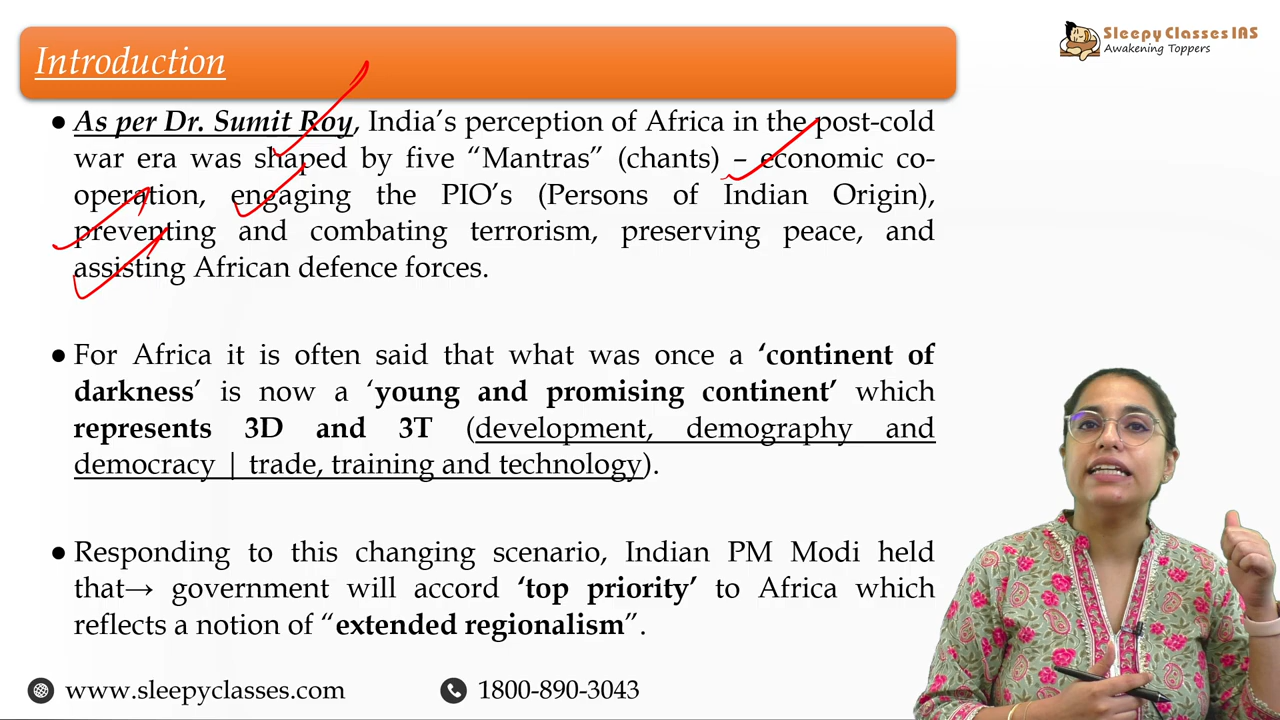 Introduction
Sleepy Classes IAS
Awakening Toppers
● As per Dr. Sumit Roy, India’s perception of Africa in the post-cold
war era was shaped by five “Mantras” (chants) – economic co-
operation, engaging the PIO’s (Persons of Indian Origin),
preventing and combating terrorism, preserving peace, and
assisting African defence forces.
● For Africa it is often said that what was once a ‘continent of
darkness’ is now a ‘young and promising continent’ which
represents 3D and 3T (development, demography and
democracy | trade, training and technology).
● Responding to this changing scenario, Indian PM Modi held
that→ government will accord ‘top priority’ to Africa which
reflects a notion of “extended regionalism”.
www.sleepyclasses.com
1800-890-3043